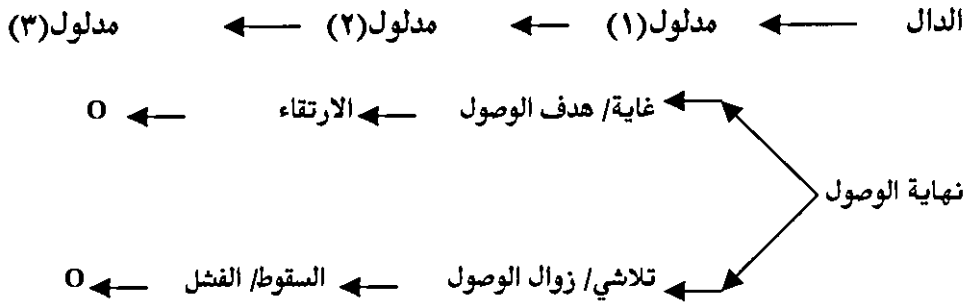 الدال مدلول(١) مدلول(٢) مدلول(٣)
غاية/ هدف الوصول الارتقاء O
نهاية الوصول
تلاشي/ زوال الوصول السقوط/ الفشل O